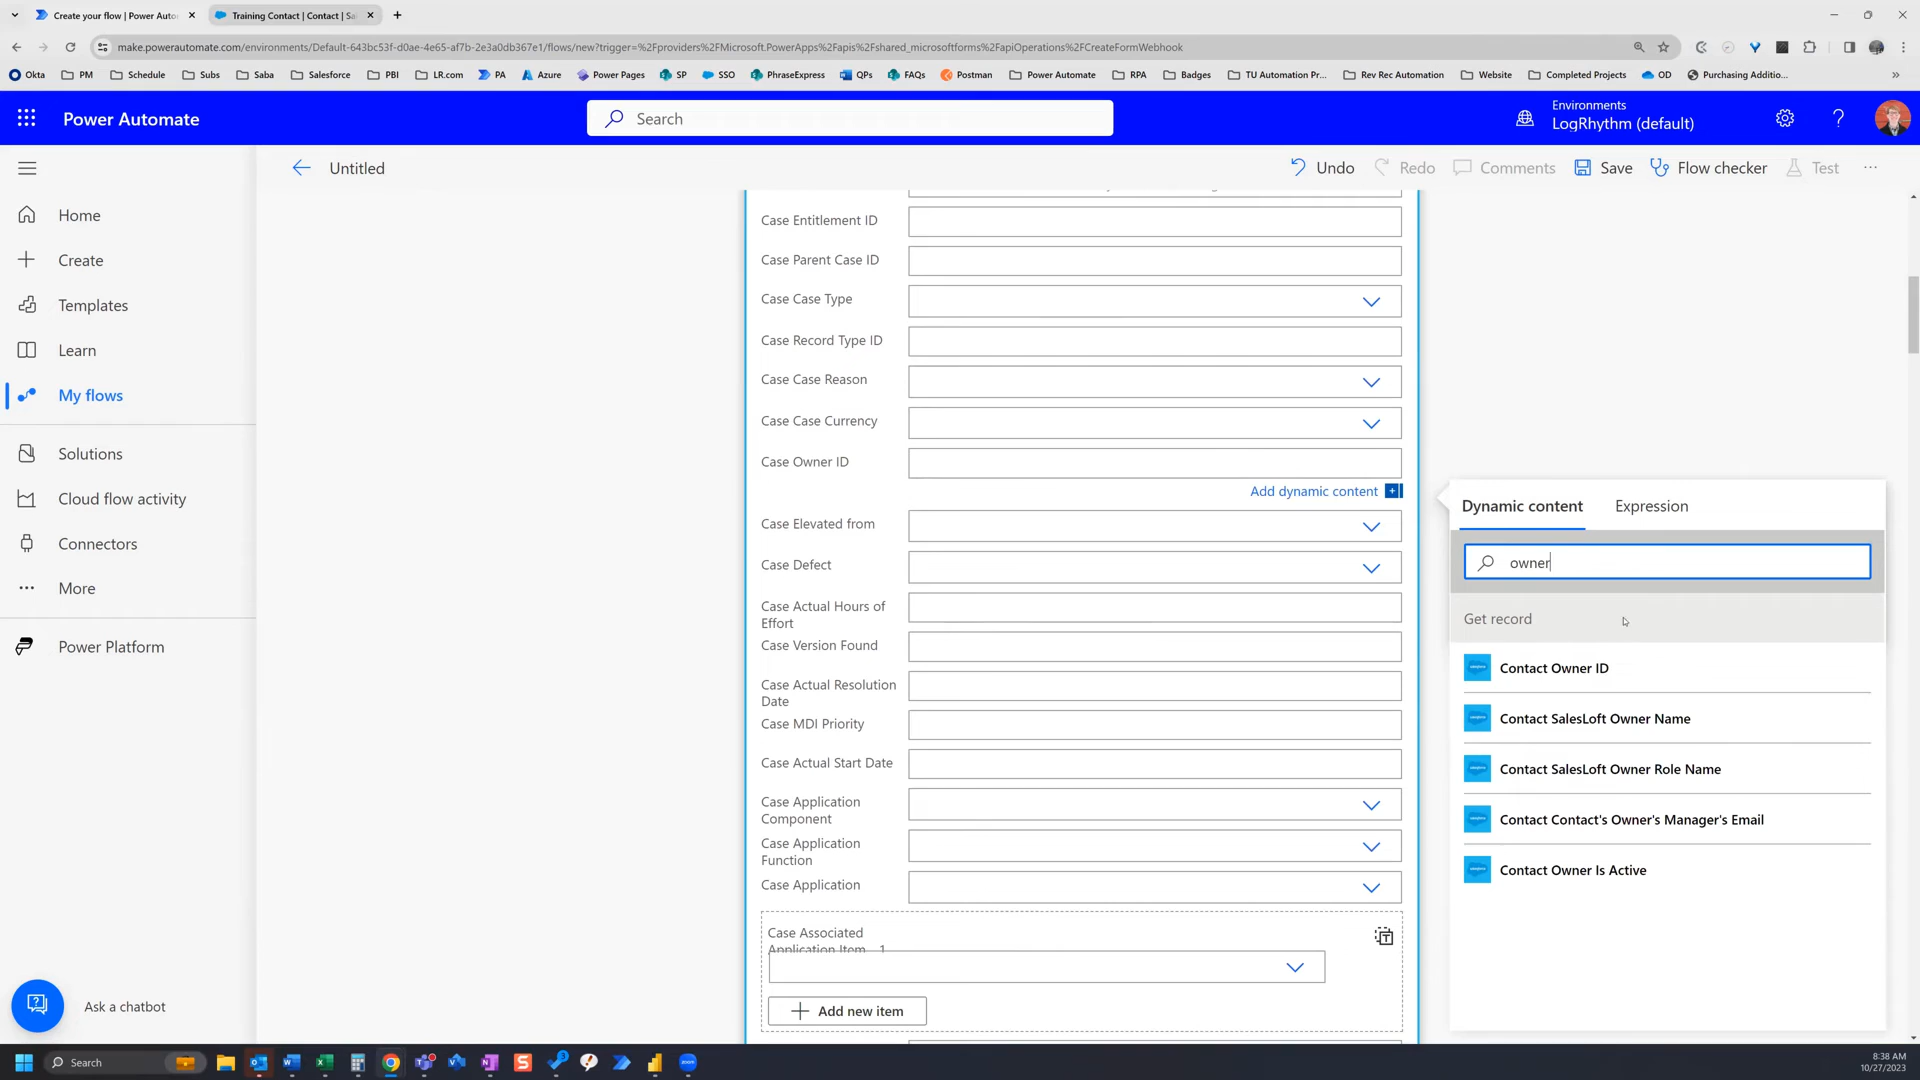 Create your flow | Power Auto
Training Contact | Contact | Sa
make.powerautomate.com/environments/Default-643bc53f-d0ae-4e65-af7b-2e3a0db367e1/flows/new?trigger=%2Fproviders%2FMicrosoft.PowerApps%2Fapis%2Fshared_microsoftforms%2FapiOperations%2FCreateFormWebhook
Okta PM Schedule Subs Saba Salesforce PBI LR.com PA Azure Power Pages SP SSO PhraseExpress QPs FAQs Postman Power Automate RPA Badges TU Automation Pr... Rev Rec Automation Website Completed Projects OD Purchasing Additio...
Power Automate
Search
Environments
LogRhythm (default)
Untitled
Undo Redo Comments Save Flow checker Test
Home
Create
Templates
Learn
My flows
Solutions
Cloud flow activity
Connectors
More
Power Platform
Ask a chatbot
Case Entitlement ID
Case Parent Case ID
Case Case Type
Case Record Type ID
Case Case Reason
Case Case Currency
Case Owner ID
Add dynamic content
Case Elevated from
Case Defect
Case Actual Hours of
Effort
Case Version Found
Case Actual Resolution
Date
Case MDI Priority
Case Actual Start Date
Case Application
Component
Case Application
Function
Case Application
Case Associated
Application Item - 1
Add new item
Dynamic content Expression
owner
Get record
Contact Owner ID
Contact SalesLoft Owner Name
Contact SalesLoft Owner Role Name
Contact Contact's Owner's Manager's Email
Contact Owner Is Active
Search
8:38 AM
10/27/2023